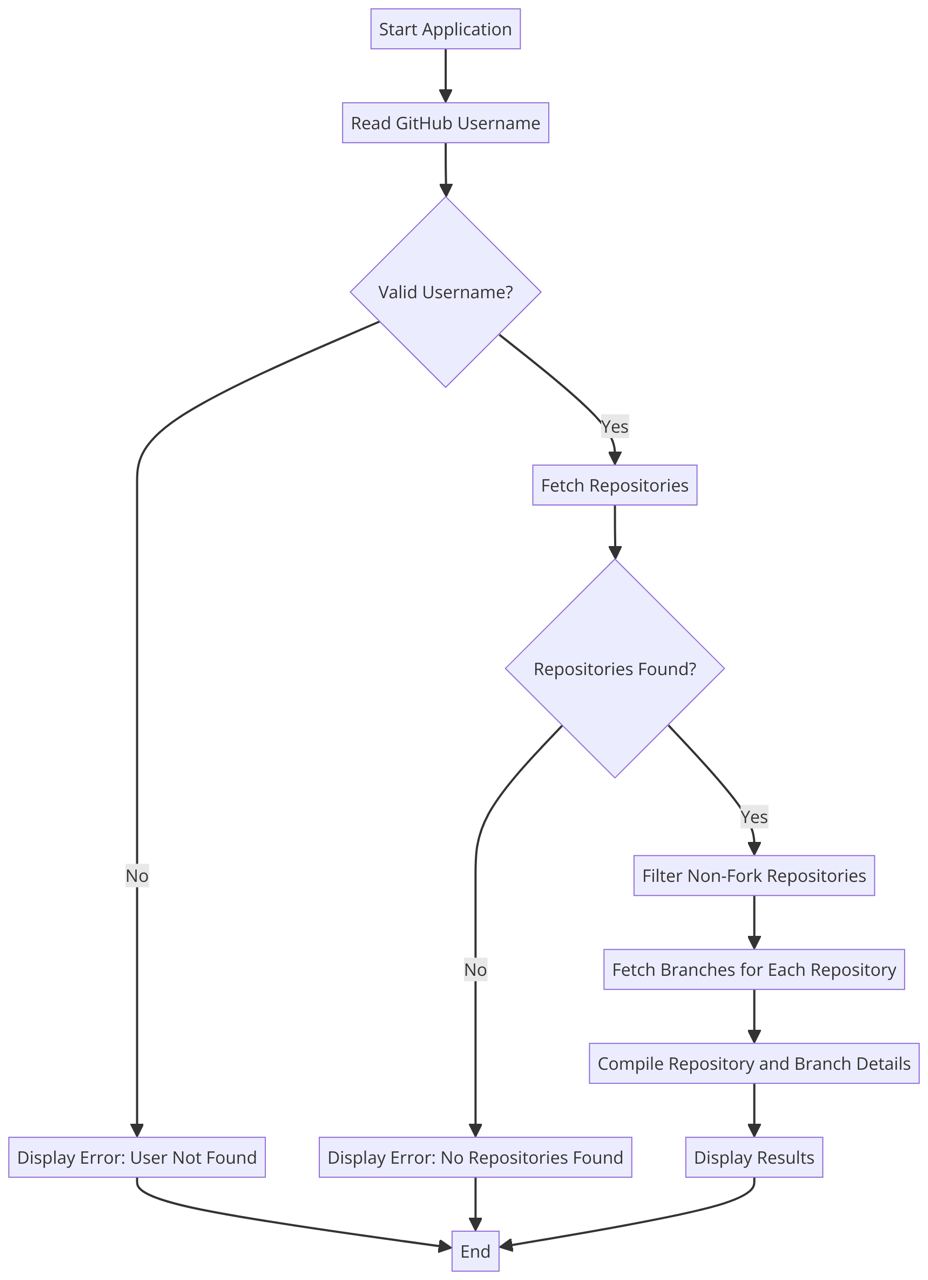 Start Application
Read GitHub Username
Valid Username?
Yes
Fetch Repositories
Repositories Found?
Yes
No
Filter Non-Fork Repositories
No
Fetch Branches for Each Repository
Compile Repository and Branch Details
Display Error: User Not Found
Display Error: No Repositories Found
Display Results
End